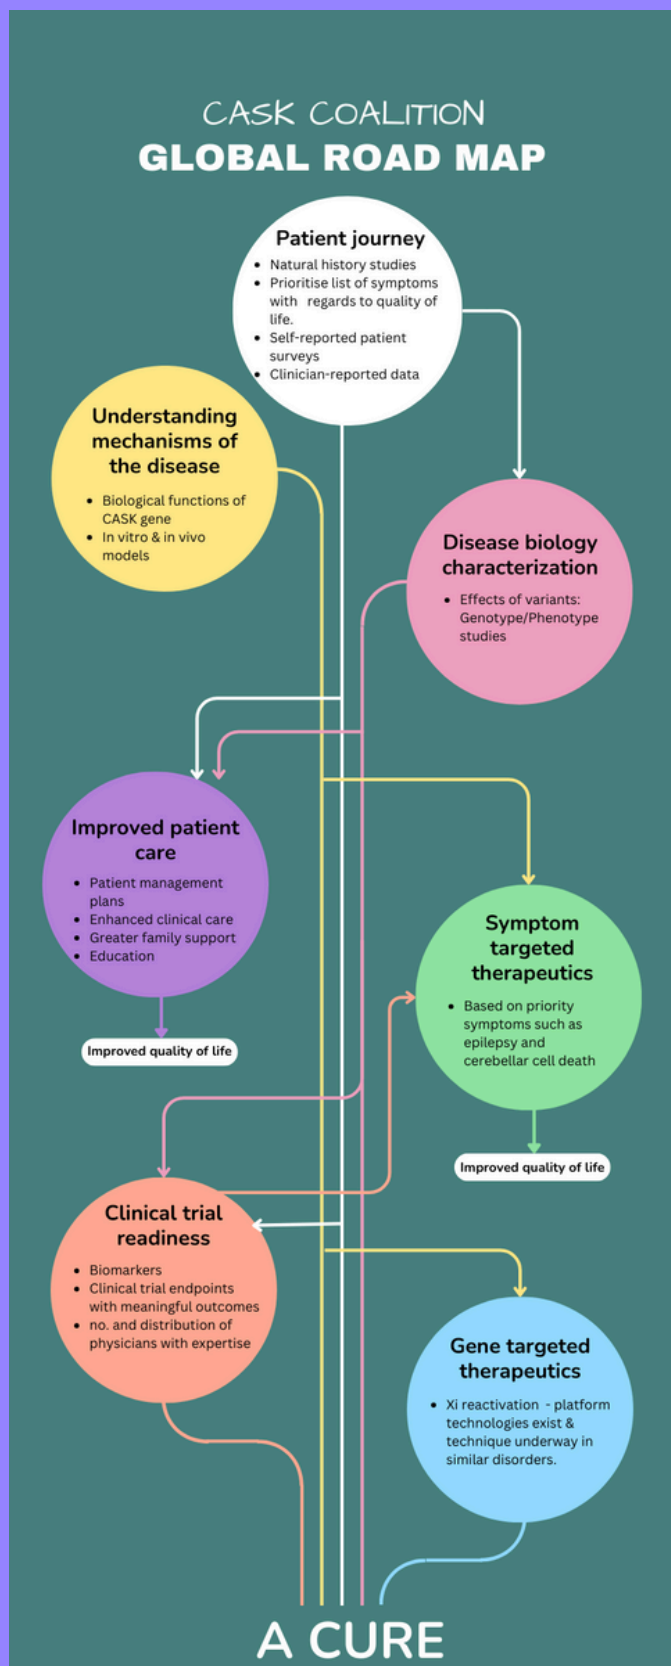 CASK COALITION
GLOBAL ROAD MAP
Patient journey
• Natural history studies
• Prioritise list of symptoms
with regards to quality of
life.
• Self-reported patient
surveys
• Clinician-reported data
Understanding
mechanisms of
the disease
• Biological functions of
CASK gene
• In vitro & in vivo
models
Disease biology
characterization
• Effects of variants:
Genotype/Phenotype
studies
Improved patient
care
• Patient management
plans
• Enhanced clinical care
• Greater family support
• Education
Improved quality of life
Symptom
targeted
therapeutics
• Based on priority
symptoms such as
epilepsy and
cerebellar cell death
Improved quality of life
Clinical trial
readiness
• Biomarkers
• Clinical trial endpoints
with meaningful outcomes
• no. and distribution of
physicians with expertise
Gene targeted
therapeutics
• Xi reactivation - platform
technologies exist &
technique underway in
similar disorders.
A CURE